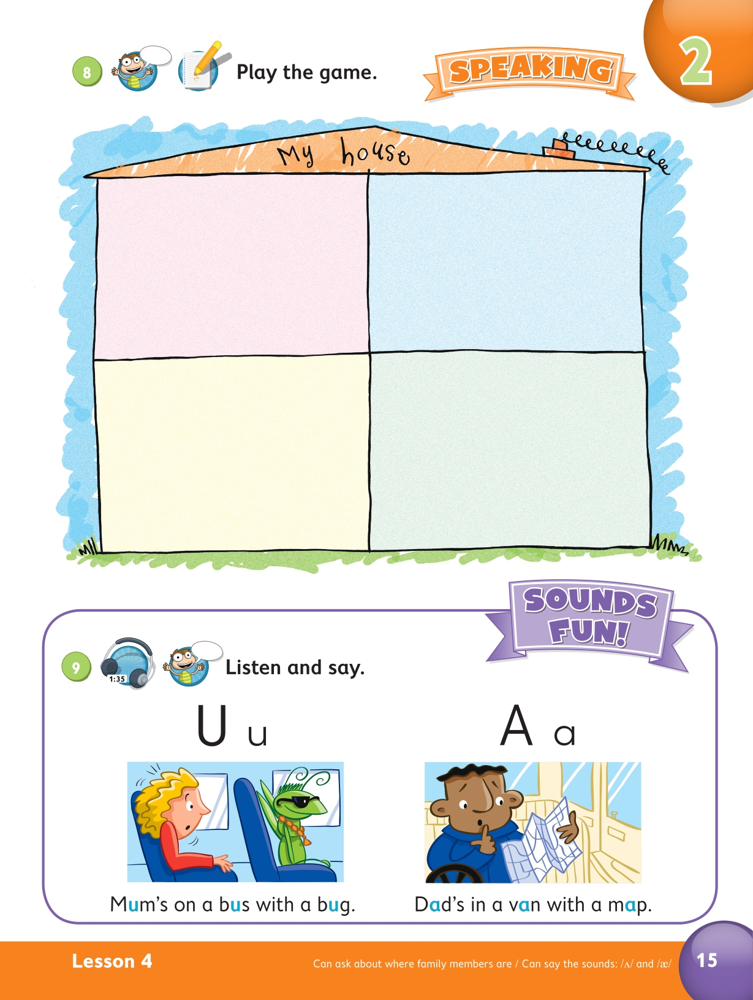 8 Play the game.
SPEAKING
2
My house
SOUNDS
FUN!
9 1:35 Listen and say.
U u
A a
Mum’s on a bus with a bug.
Dad’s in a van with a map.
Lesson 4
Can ask about where family members are / Can say the sounds: /ʌ/ and /æ/
15